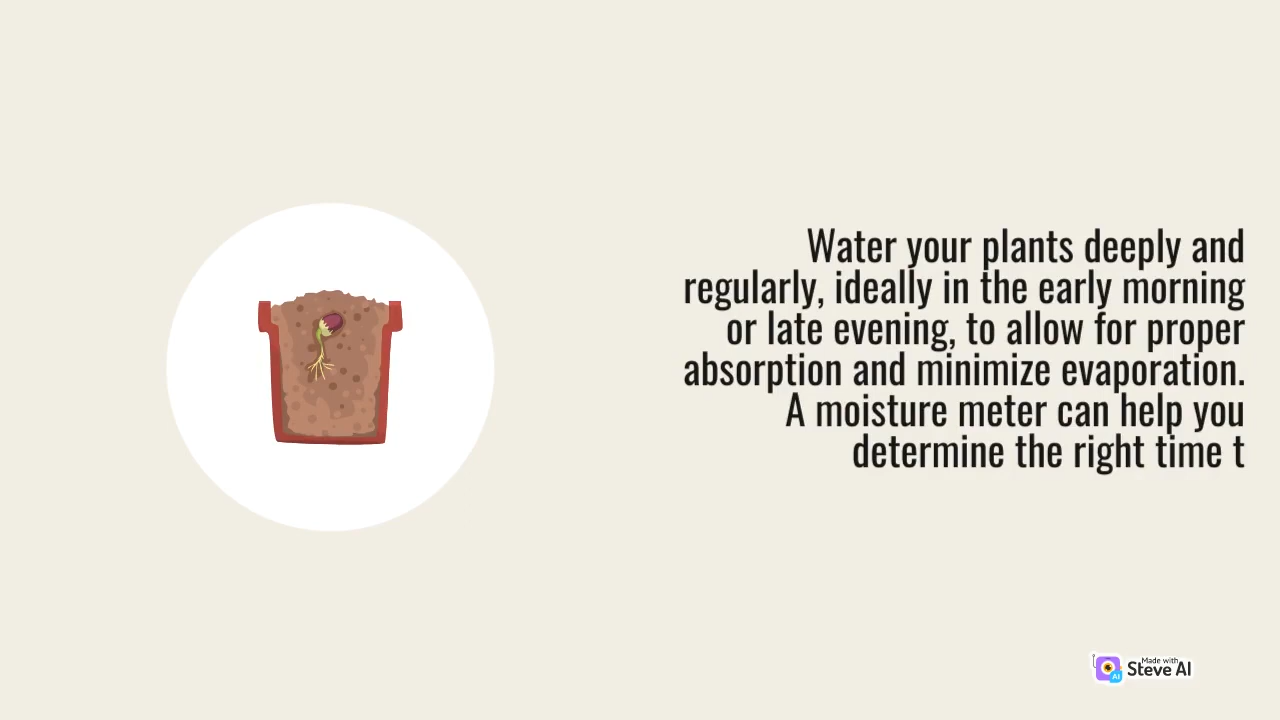 Water your plants deeply and
regularly, ideally in the early morning
or late evening, to allow for proper
absorption and minimize evaporation.
A moisture meter can help you
determine the right time t
Made with
Steve AI
AI